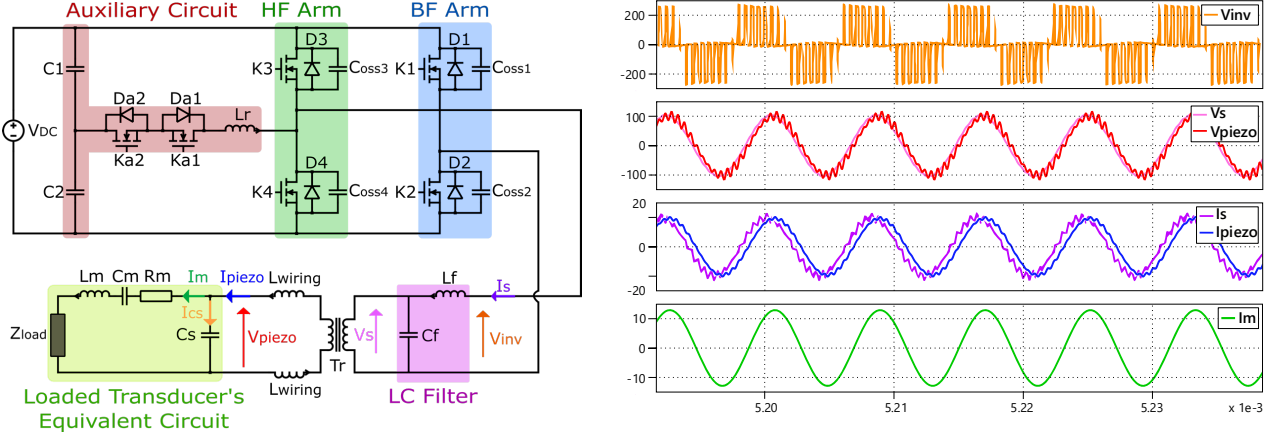 Auxiliary Circuit
HF Arm
BF Arm
C1
Da2
Da1
Lr
VDC
Ka2
Ka1
C2
D3
K3
Coss3
D1
K1
Coss1
D4
K4
Coss4
D2
K2
Coss2
Lm
Cm
Rm
Im
Ipiezo
Lwiring
Lf
Is
Ics
Zload
Cs
Vpiezo
Vs
Cf
Vinv
Tr
Lwiring
Loaded Transducer's
Equivalent Circuit
LC Filter
200
0
-200
Vinv
100
0
-100
Vs
Vpiezo
20
0
-20
Is
Ipiezo
10
0
-10
Im
5.20
5.21
5.22
5.23
x 1e-3